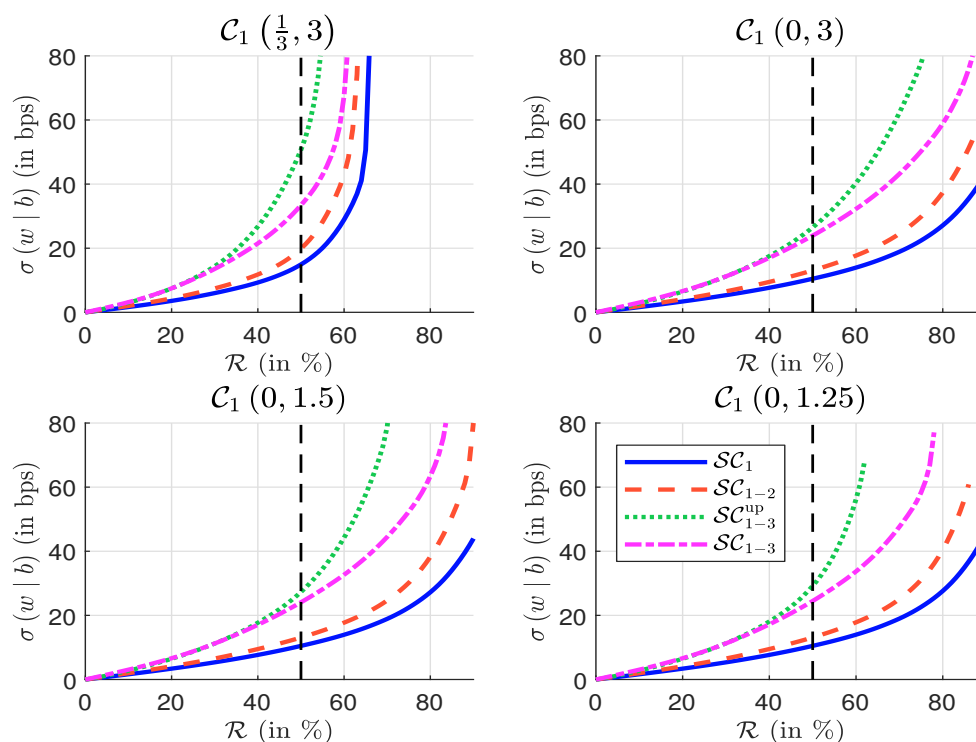 𝒞₁ (1/3, 3)
80
60
40
20
0
σ (w | b) (in bps)
0 20 40 60 80
ℛ (in %)
𝒞₁ (0, 3)
80
60
40
20
0
σ (w | b) (in bps)
0 20 40 60 80
ℛ (in %)
𝒞₁ (0, 1.5)
80
60
40
20
0
σ (w | b) (in bps)
0 20 40 60 80
ℛ (in %)
𝒞₁ (0, 1.25)
80
60
40
20
0
σ (w | b) (in bps)
𝒮𝒞₁
𝒮𝒞₁₋₂
𝒮𝒞₁₋₃^up
𝒮𝒞₁₋₃
0 20 40 60 80
ℛ (in %)